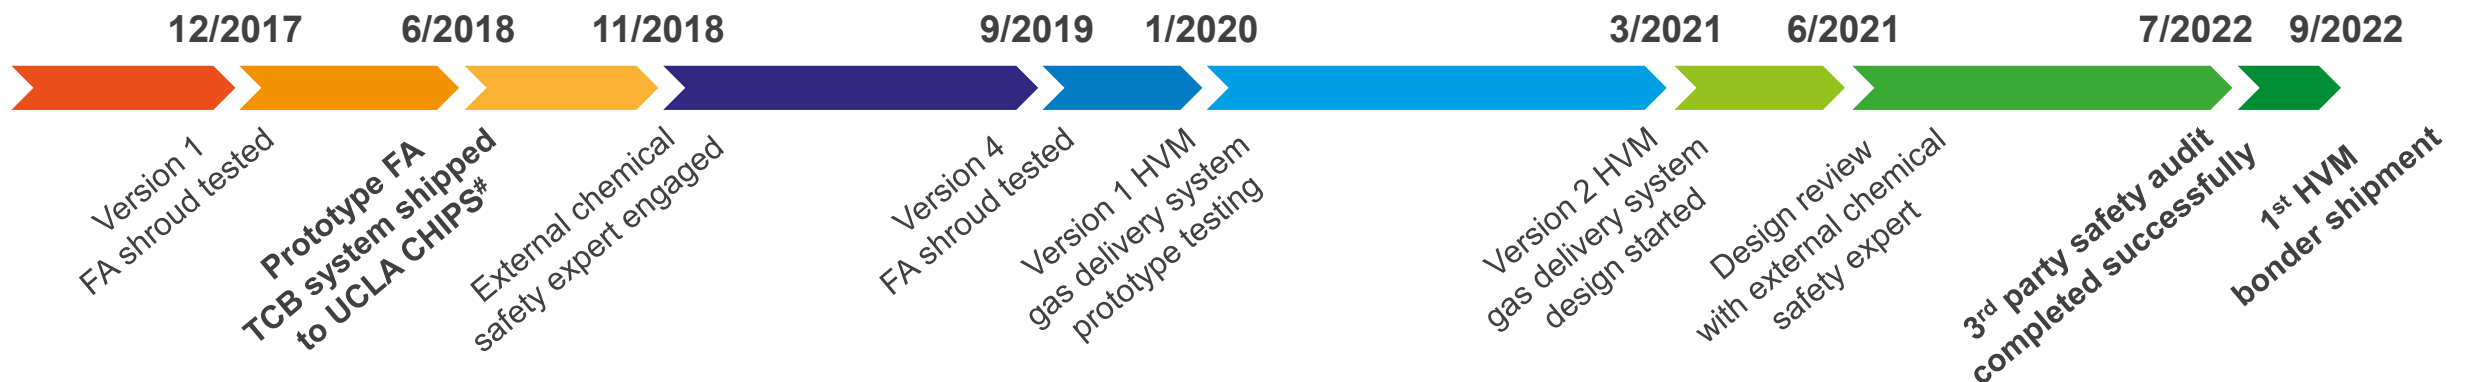 12/2017
6/2018
11/2018
9/2019
1/2020
3/2021
6/2021
7/2022
9/2022
Version 1
FA shroud tested
Prototype FA
TCB system shipped
to UCLA CHIPS#
External chemical
safety expert engaged
Version 4
FA shroud tested
Version 1 HVM
gas delivery system
prototype testing
Version 2 HVM
gas delivery system
design started
Design review
with external chemical
safety expert
3rd party safety audit
completed successfully
1st HVM
bonder shipment